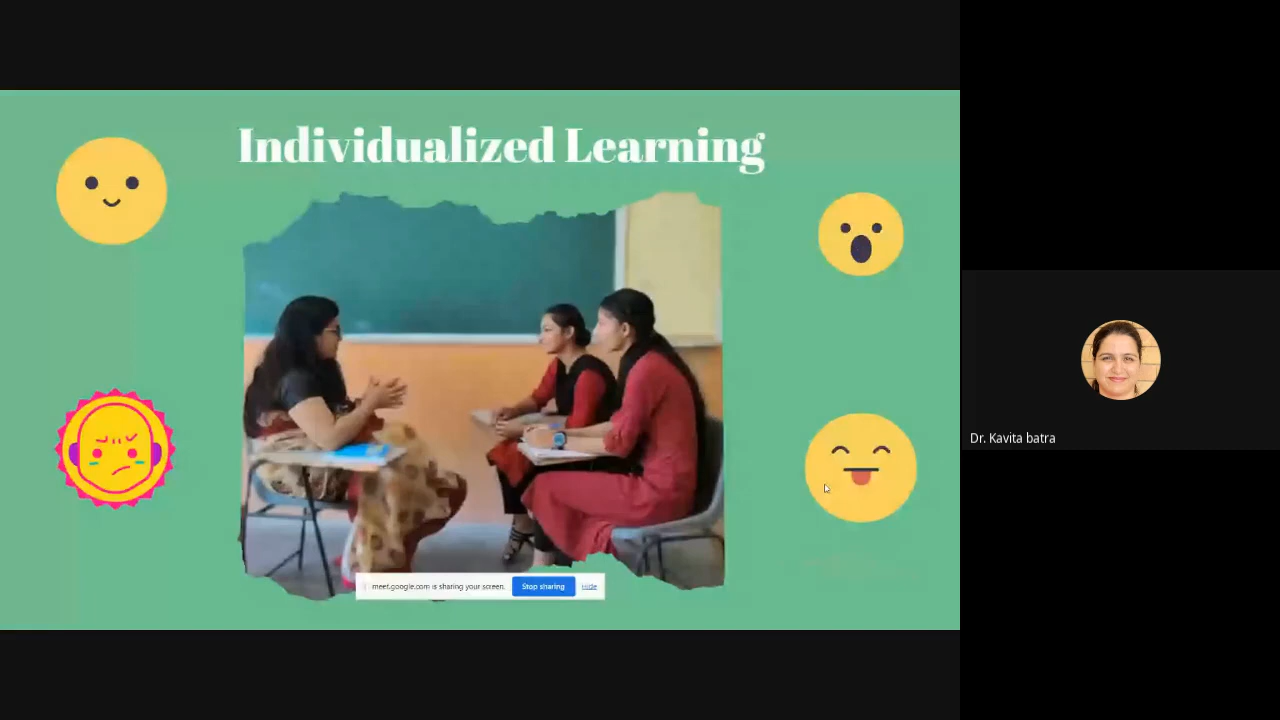 Individualized Learning
meet.google.com is sharing your screen.
Stop sharing
Hide
Dr. Kavita batra